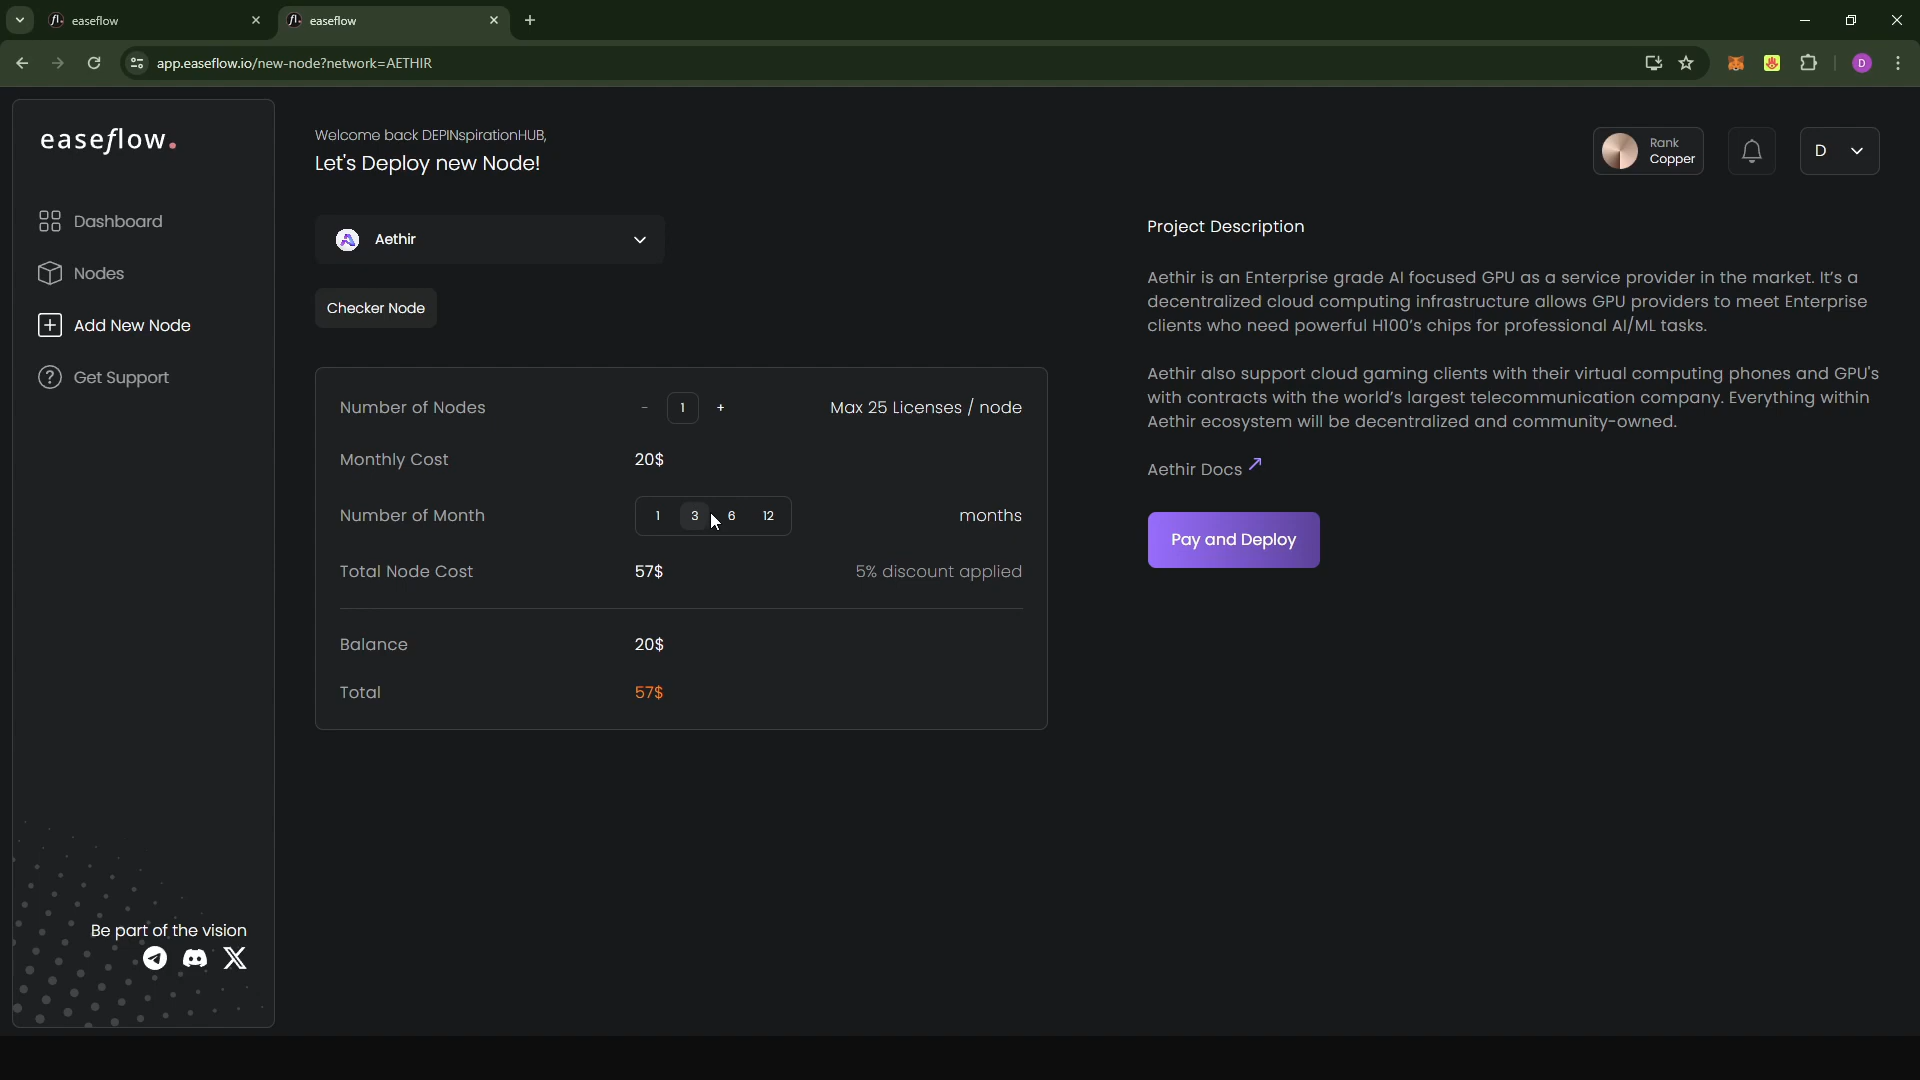 easeflow
easeflow
app.easeflow.io/new-node?network=AETHIR
D
easeflow.
Dashboard
Nodes
Add New Node
Get Support
Be part of the vision
Welcome back DEPINspirationHUB,
Let's Deploy new Node!
Rank
Copper
D
Aethir
Checker Node
Number of Nodes - 1 + Max 25 Licenses / node
Monthly Cost 20$
Number of Month 1 3 6 12 months
Total Node Cost 57$ 5% discount applied
Balance 20$
Total 57$
Project Description
Aethir is an Enterprise grade AI focused GPU as a service provider in the market. It's a
decentralized cloud computing infrastructure allows GPU providers to meet Enterprise
clients who need powerful H100's chips for professional AI/ML tasks.
Aethir also support cloud gaming clients with their virtual computing phones and GPU's
with contracts with the world's largest telecommunication company. Everything within
Aethir ecosystem will be decentralized and community-owned.
Aethir Docs
Pay and Deploy